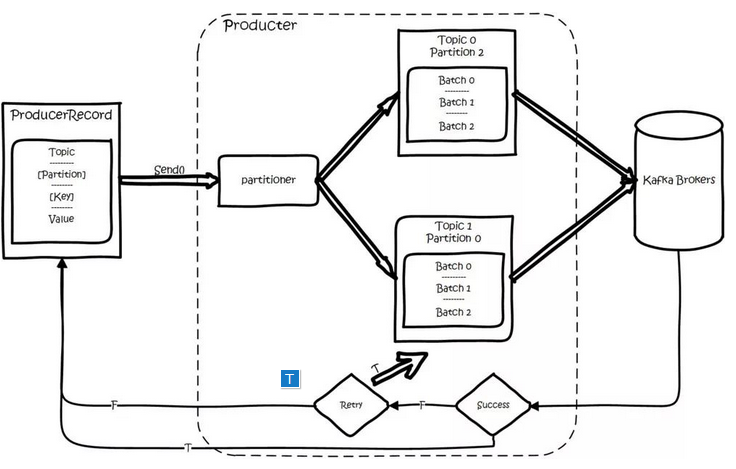 Producter
ProducerRecord
Topic
[Partition]
[Key]
Value
Send()
partitioner
Topic 0
Partition 2
Batch 0
Batch 1
Batch 2
Topic 1
Partition 0
Batch 0
Batch 1
Batch 2
Kafka Brokers
T
T
Retry
Success
F
F
T